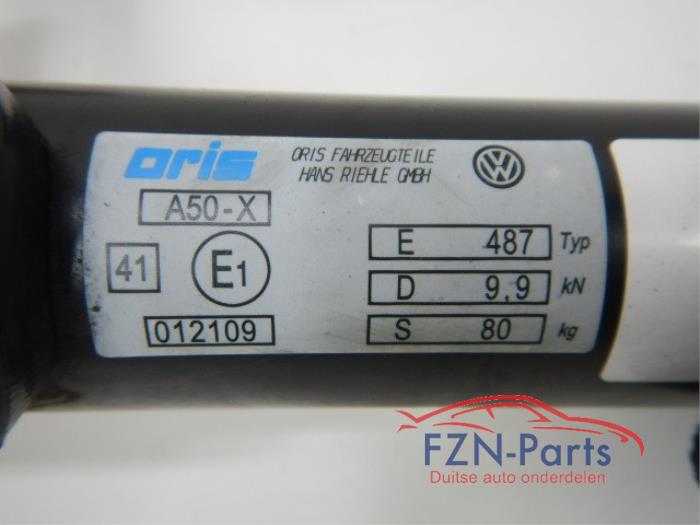 oris ORIS FAHRZEUGTEILE
HANS RIEHLE GMBH
VW
A50-X
41 E1
012109
E 487 Typ
D 9,9 kN
S 80 kg
FZN-Parts
Duitse auto onderdelen